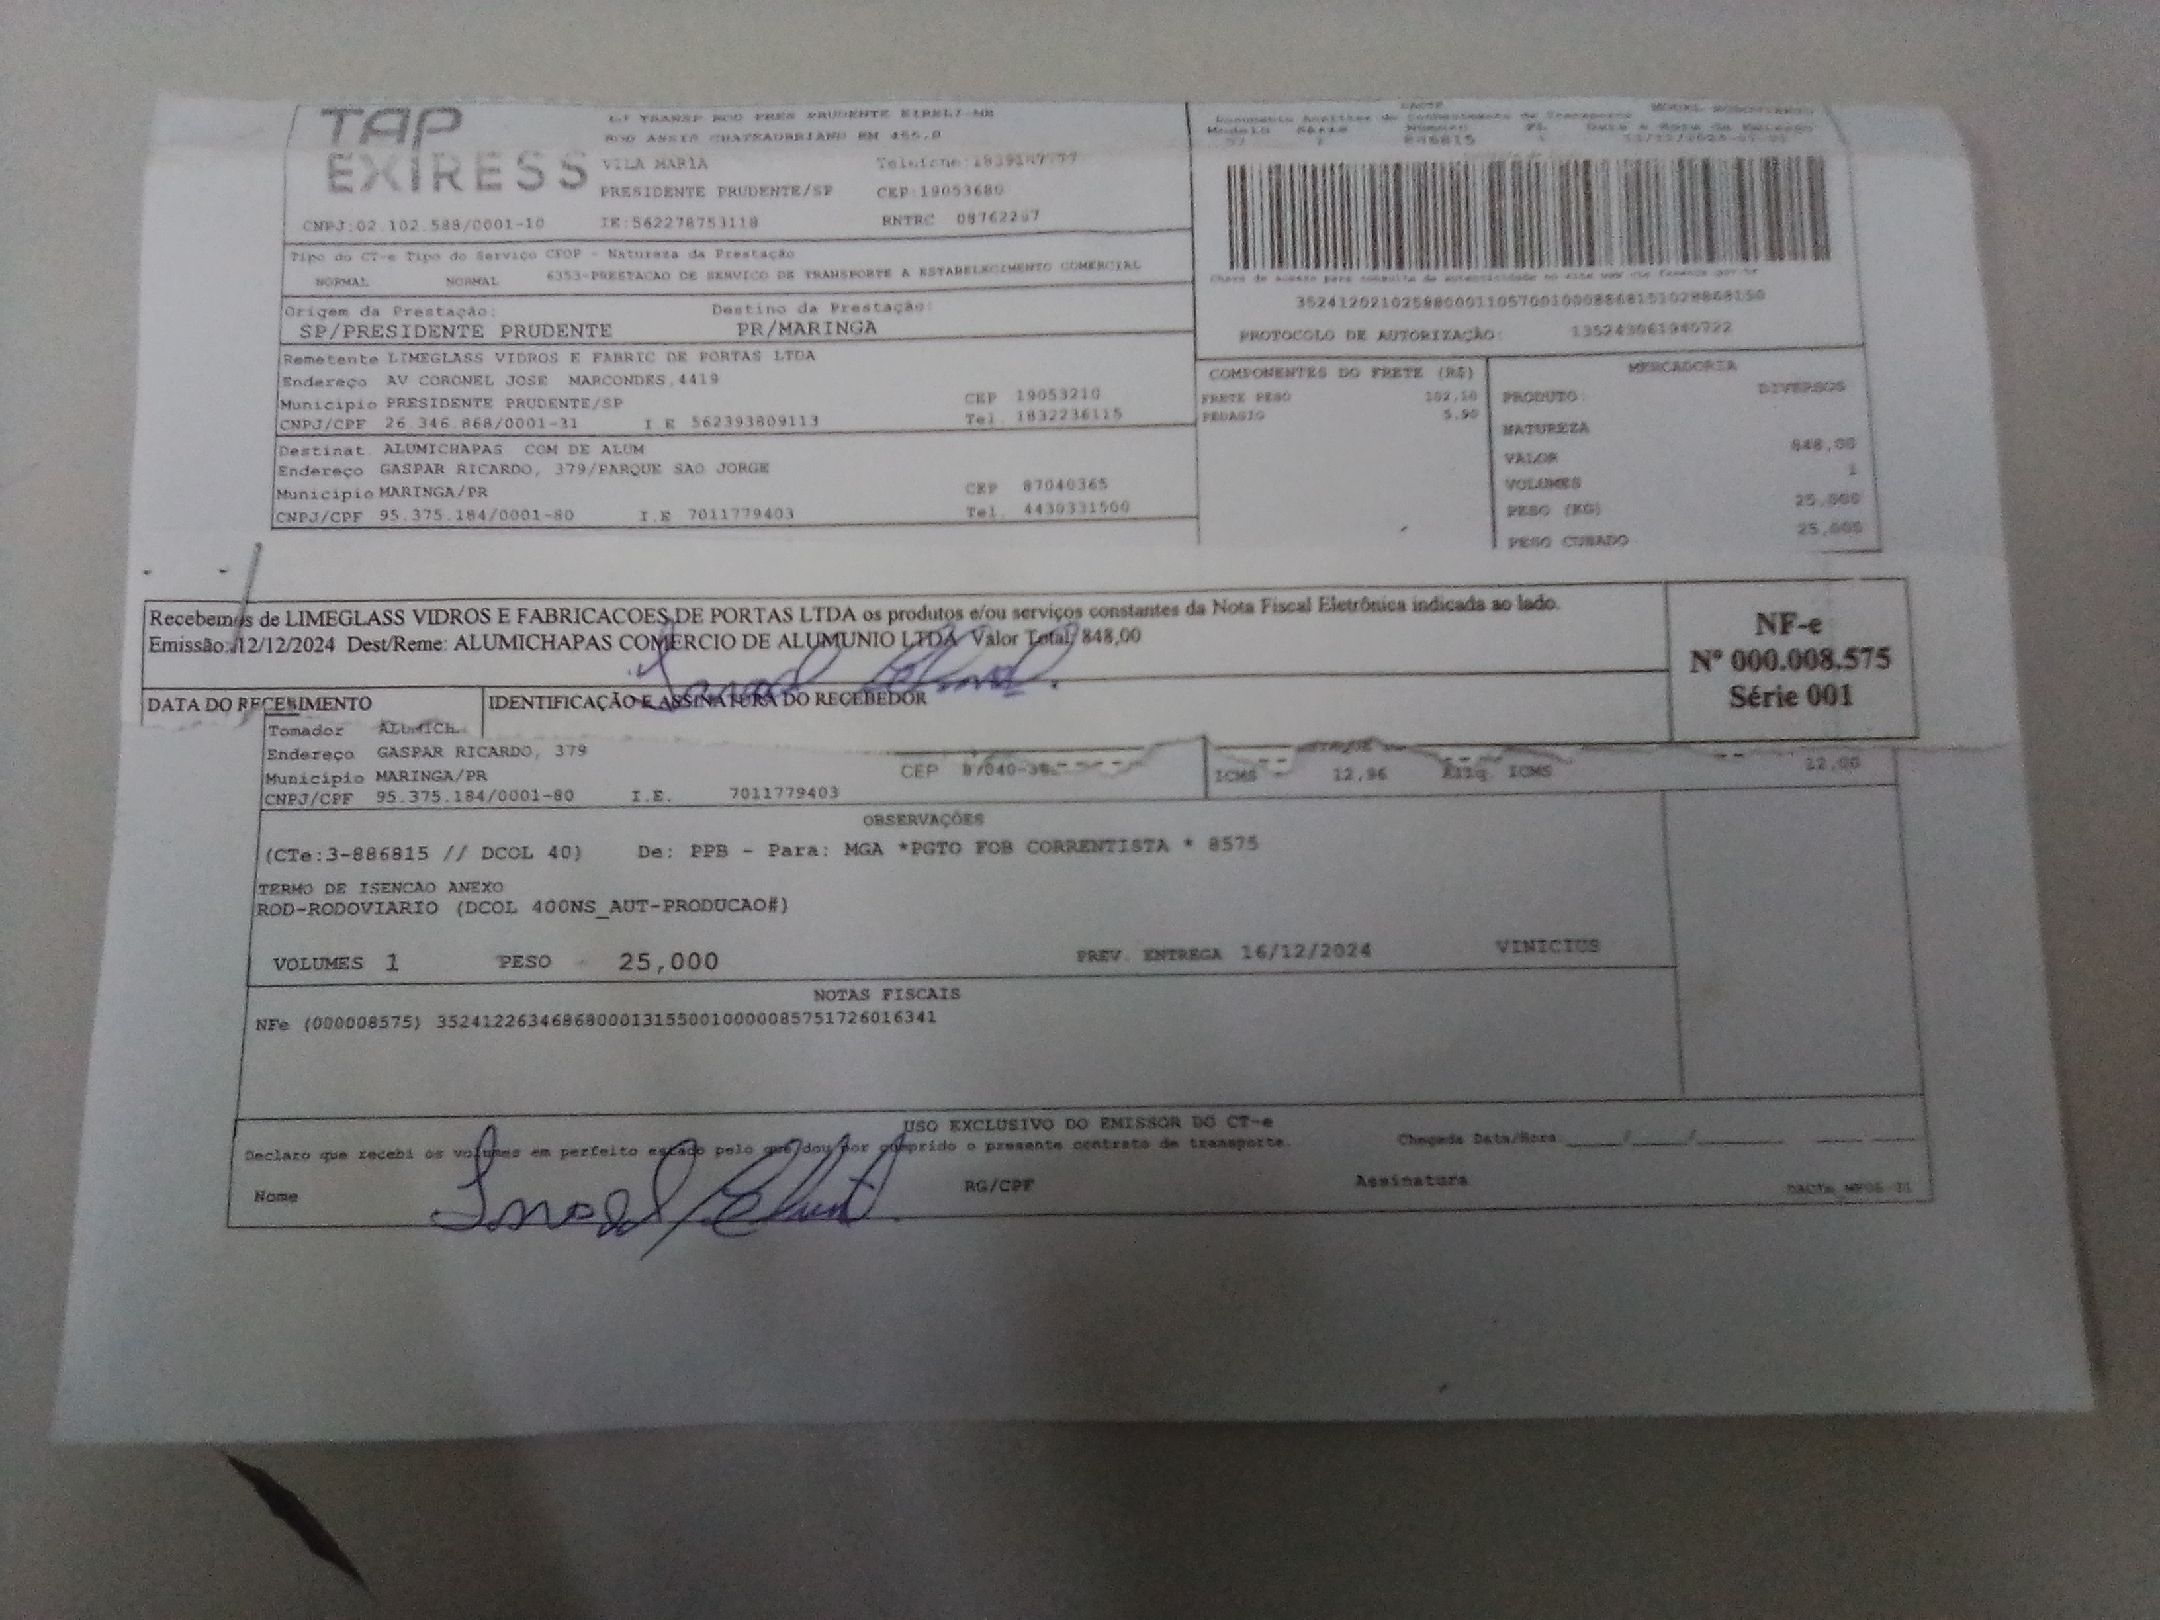 TAP
EXPRESS
VILA MARIA
PRESIDENTE PRUDENTE/SP CEP:19053680
CNPJ:02.102.588/0001-10 IE:562278753118 RNTRC 08762297
Tipo do CT-e Tipo do Serviço CFOP - Natureza da Prestação
NORMAL NORMAL 6353-PRESTACAO DE SERVICO DE TRANSPORTE A ESTABELECIMENTO COMERCIAL
PROTOCOLO DE AUTORIZAÇÃO: 135243061940722
Origem da Prestação: Destino da Prestação:
SP/PRESIDENTE PRUDENTE PR/MARINGA
Remetente LIMEGLASS VIDROS E FABRIC DE PORTAS LTDA
Endereço AV CORONEL JOSE MARCONDES,4419
Municipio PRESIDENTE PRUDENTE/SP CEP 19053210
CNPJ/CPF 26.346.868/0001-31 I.E 562393809113 Tel. 1832236115
Destinat. ALUMICHAPAS COM DE ALUM
Endereço GASPAR RICARDO, 379/PARQUE SAO JORGE
Municipio MARINGA/PR CEP 87040365
CNPJ/CPF 95.375.184/0001-80 I.E 7011779403 Tel. 4430331500
COMPONENTES DO FRETE (R$)
FRETE PESO 102,10
PEDAGIO 5,90
MERCADORIA
PRODUTO: DIVERSOS
NATUREZA
VALOR 848,00
VOLUMES 1
PESO (KG) 25,000
PESO CUBADO 25,000
Recebemos de LIMEGLASS VIDROS E FABRICACOES DE PORTAS LTDA os produtos e/ou serviços constantes da Nota Fiscal Eletrônica indicada ao lado.
Emissão: 12/12/2024 Dest/Reme: ALUMICHAPAS COMERCIO DE ALUMUNIO LTDA Valor Total: 848,00
DATA DO RECEBIMENTO IDENTIFICAÇÃO E ASSINATURA DO RECEBEDOR
NF-e
Nº 000.008.575
Série 001
Tomador ALUMICH
Endereço GASPAR RICARDO, 379
Municipio MARINGA/PR CEP
CNPJ/CPF 95.375.184/0001-80 I.E. 7011779403
ICMS 12,96 Aliq. ICMS 12,00
OBSERVAÇÕES
(CTe:3-886815 // DCOL 40) De: PPB - Para: MGA *PGTO FOB CORRENTISTA * 8575
TERMO DE ISENCAO ANEXO
ROD-RODOVIARIO (DCOL 400NS_AUT-PRODUCAO#)
VOLUMES 1 PESO 25,000 PREV. ENTREGA 16/12/2024 VINICIUS
NOTAS FISCAIS
NFe (000008575) 35241226346868000131550010000085751726016341
USO EXCLUSIVO DO EMISSOR DO CT-e
Declaro que recebi os volumes em perfeito estado pelo que dou por cumprido o presente contrato de transporte. Chegada Data/Hora
Nome RG/CPF Assinatura